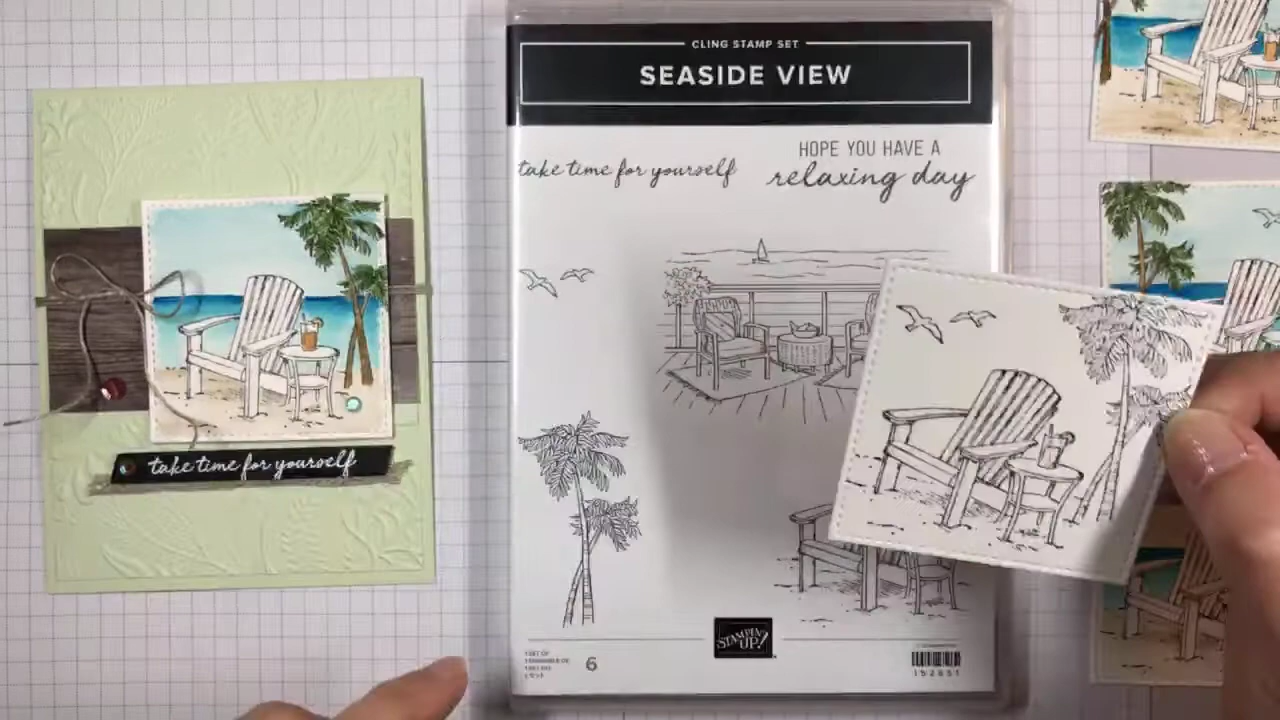 CLING STAMP SET
SEASIDE VIEW
take time for yourself
HOPE YOU HAVE A
relaxing day
take time for yourself
STAMPIN' UP!
6
152651